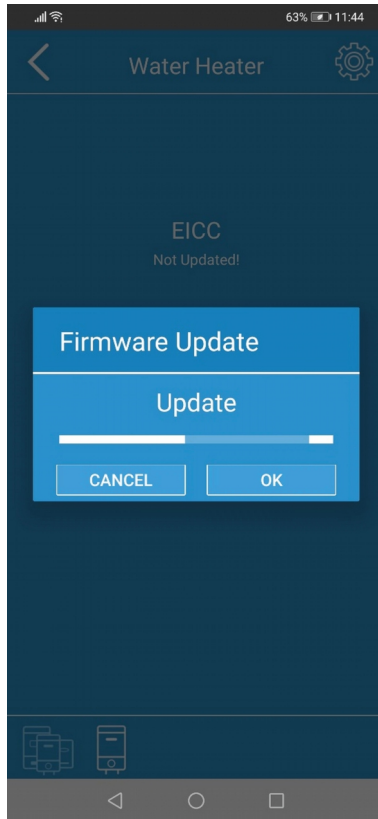 63% 11:44
Water Heater
EICC
Not Updated!
Firmware Update
Update
CANCEL OK